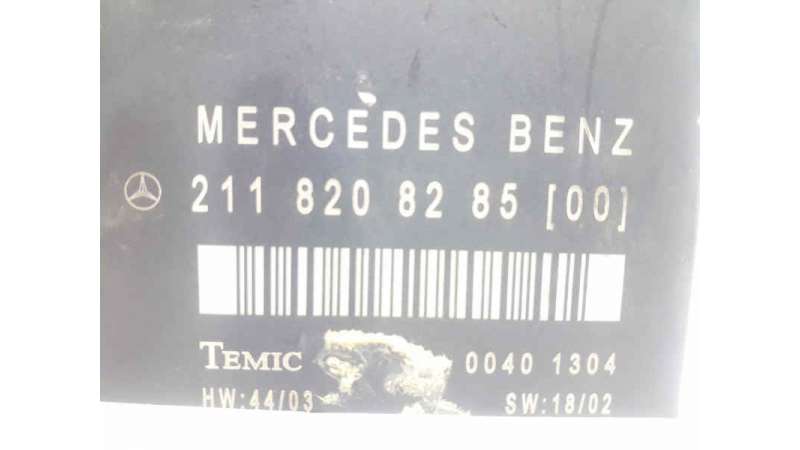 MERCEDES BENZ
211 820 82 85 [00]
TEMIC 0040 1304
HW:44/03 SW:18/02